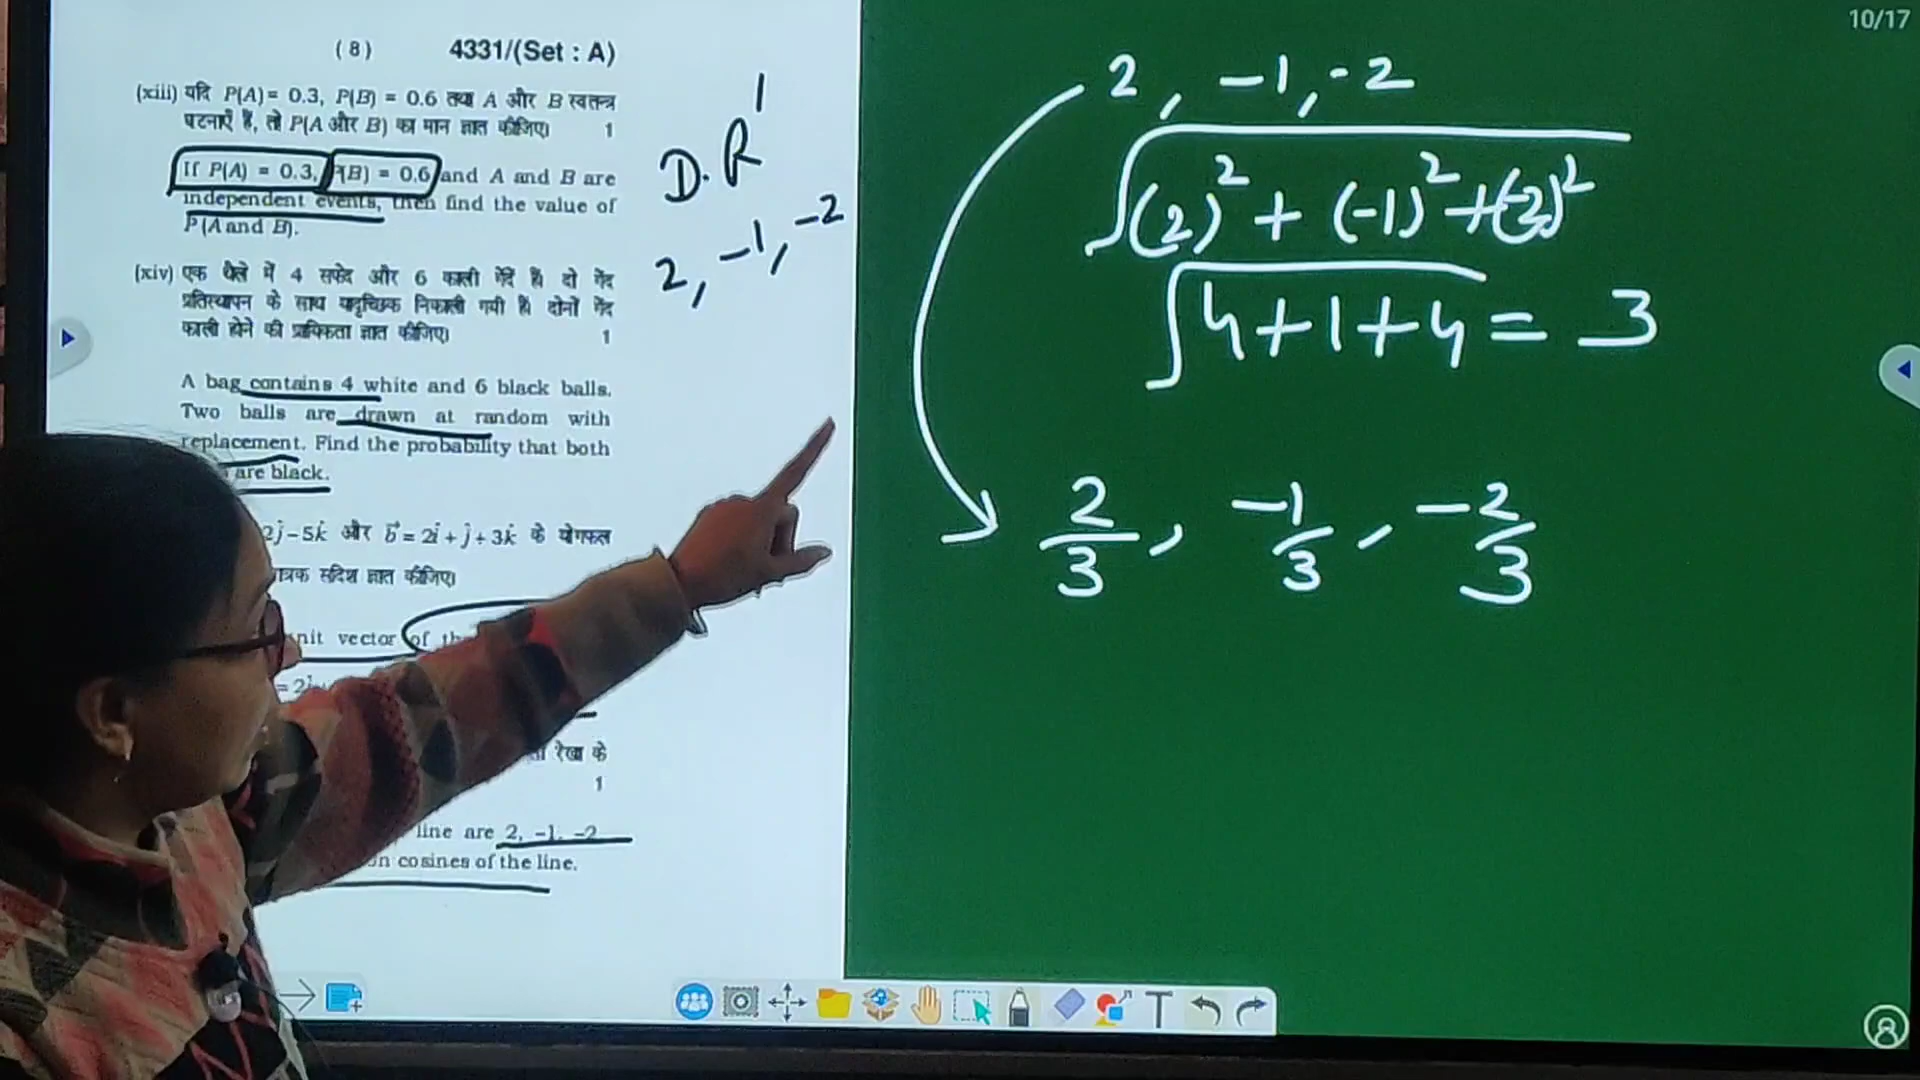 ( 8 ) 4331/(Set : A)
(xiii) यदि P(A) = 0.3, P(B) = 0.6 तथा A और B स्वतन्त्र
घटनाएँ हैं, तो P(A और B) का मान ज्ञात कीजिए। 1
If P(A) = 0.3, P(B) = 0.6 and A and B are
independent events, then find the value of
P(A and B).
(xiv) एक थैले में 4 सफेद और 6 काली गेंदें हैं। दो गेंद
प्रतिस्थापन के साथ यादृच्छिक निकाली गयी हैं। दोनों गेंद
काली होने की प्रायिकता ज्ञात कीजिए। 1
A bag contains 4 white and 6 black balls.
Two balls are drawn at random with
replacement. Find the probability that both
are black.
2j − 5k और b = 2i + j + 3k के योगफल
सदिश ज्ञात कीजिए।
vector of
= 2i
रेखा के
1
line are 2, −1, −2
cosines of the line.
1
D.R
2, −1, −2
10/17
2, −1, −2
√(2)² + (−1)² + (−2)²
√4+1+4 = 3
2/3, −1/3, −2/3
T